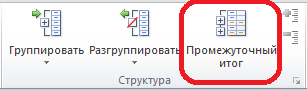 Группировать Разгруппировать Промежуточный
итог
Структура